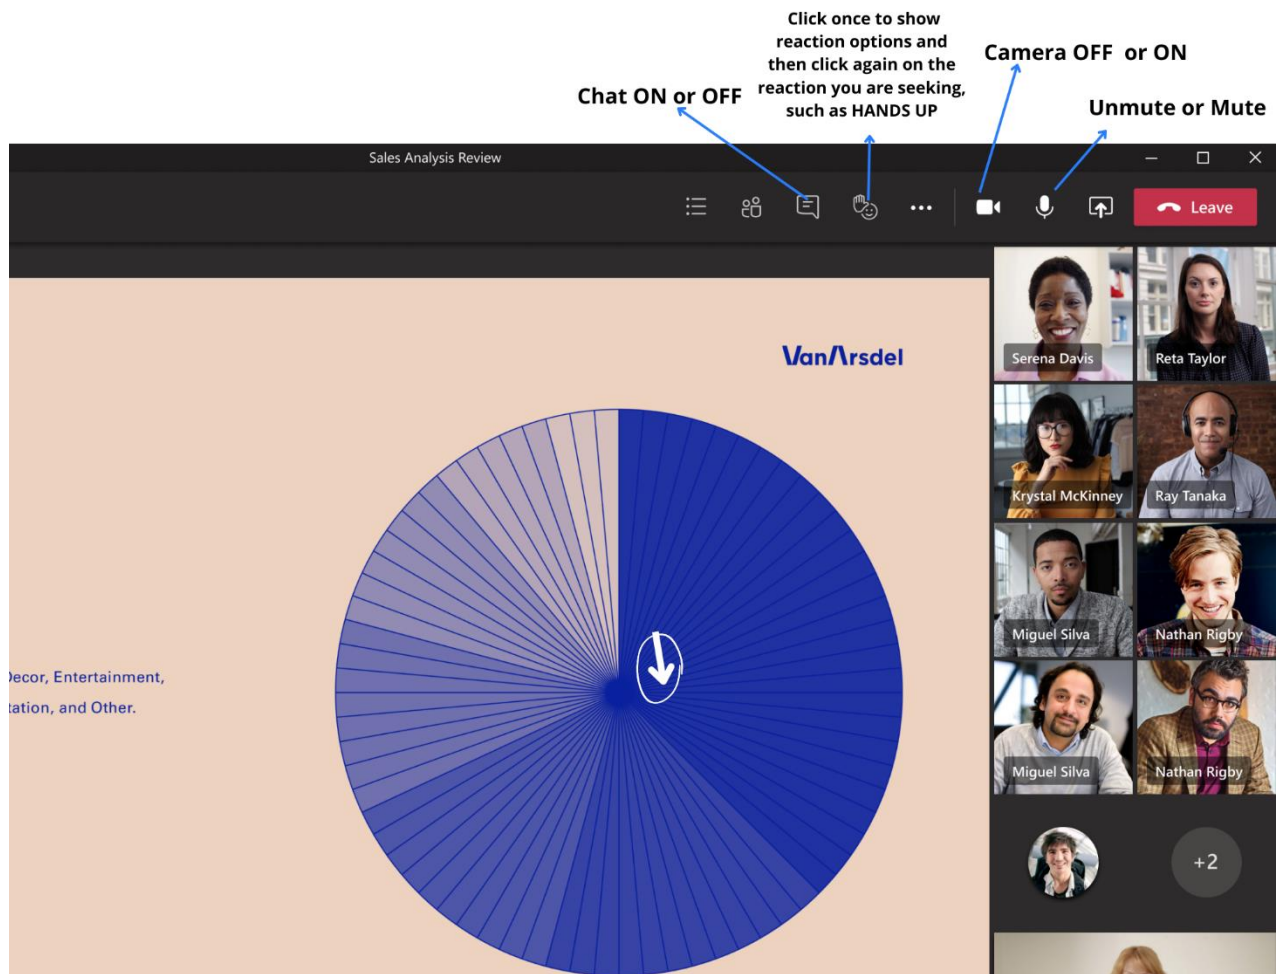 Click once to show
reaction options and
then click again on the
reaction you are seeking,
such as HANDS UP
Camera OFF or ON
Chat ON or OFF
Unmute or Mute
Sales Analysis Review
Leave
VanArsdel
Serena Davis
Reta Taylor
Krystal McKinney
Ray Tanaka
Miguel Silva
Nathan Rigby
Decor, Entertainment,
tation, and Other.
Miguel Silva
Nathan Rigby
+2